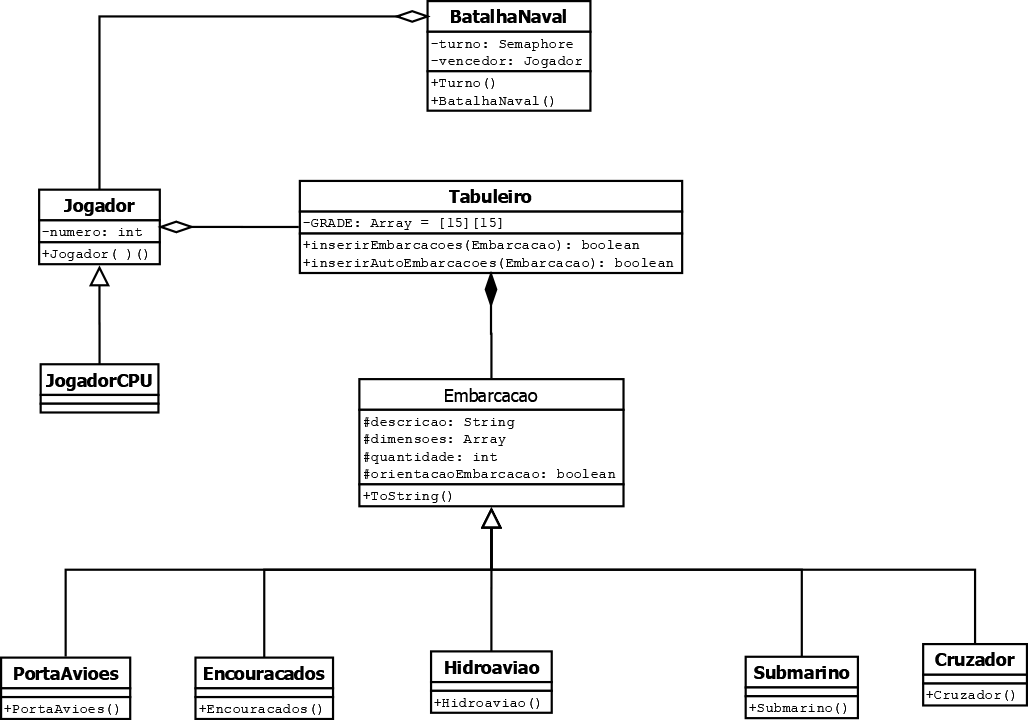 BatalhaNaval
-turno: Semaphore
-vencedor: Jogador
+Turno()
+BatalhaNaval()
Jogador
-numero: int
+Jogador( )()
Tabuleiro
-GRADE: Array = [15][15]
+inserirEmbarcacoes(Embarcacao): boolean
+inserirAutoEmbarcacoes(Embarcacao): boolean
JogadorCPU
Embarcacao
#descricao: String
#dimensoes: Array
#quantidade: int
#orientacaoEmbarcacao: boolean
+ToString()
PortaAvioes
+PortaAvioes()
Encouracados
+Encouracados()
Hidroaviao
+Hidroaviao()
Submarino
+Submarino()
Cruzador
+Cruzador()